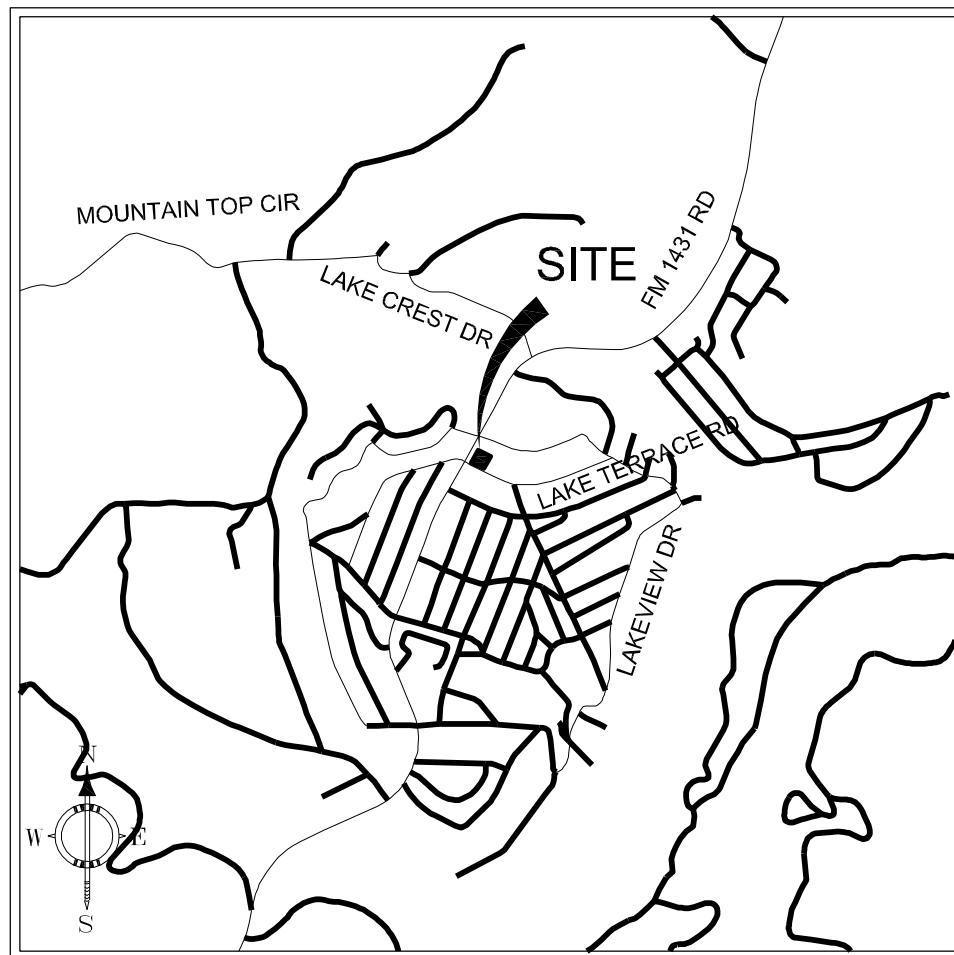 MOUNTAIN TOP CIR
SITE
FM 1431 RD
LAKE CREST DR
LAKE TERRACE RD
LAKEVIEW DR
N
W E
S